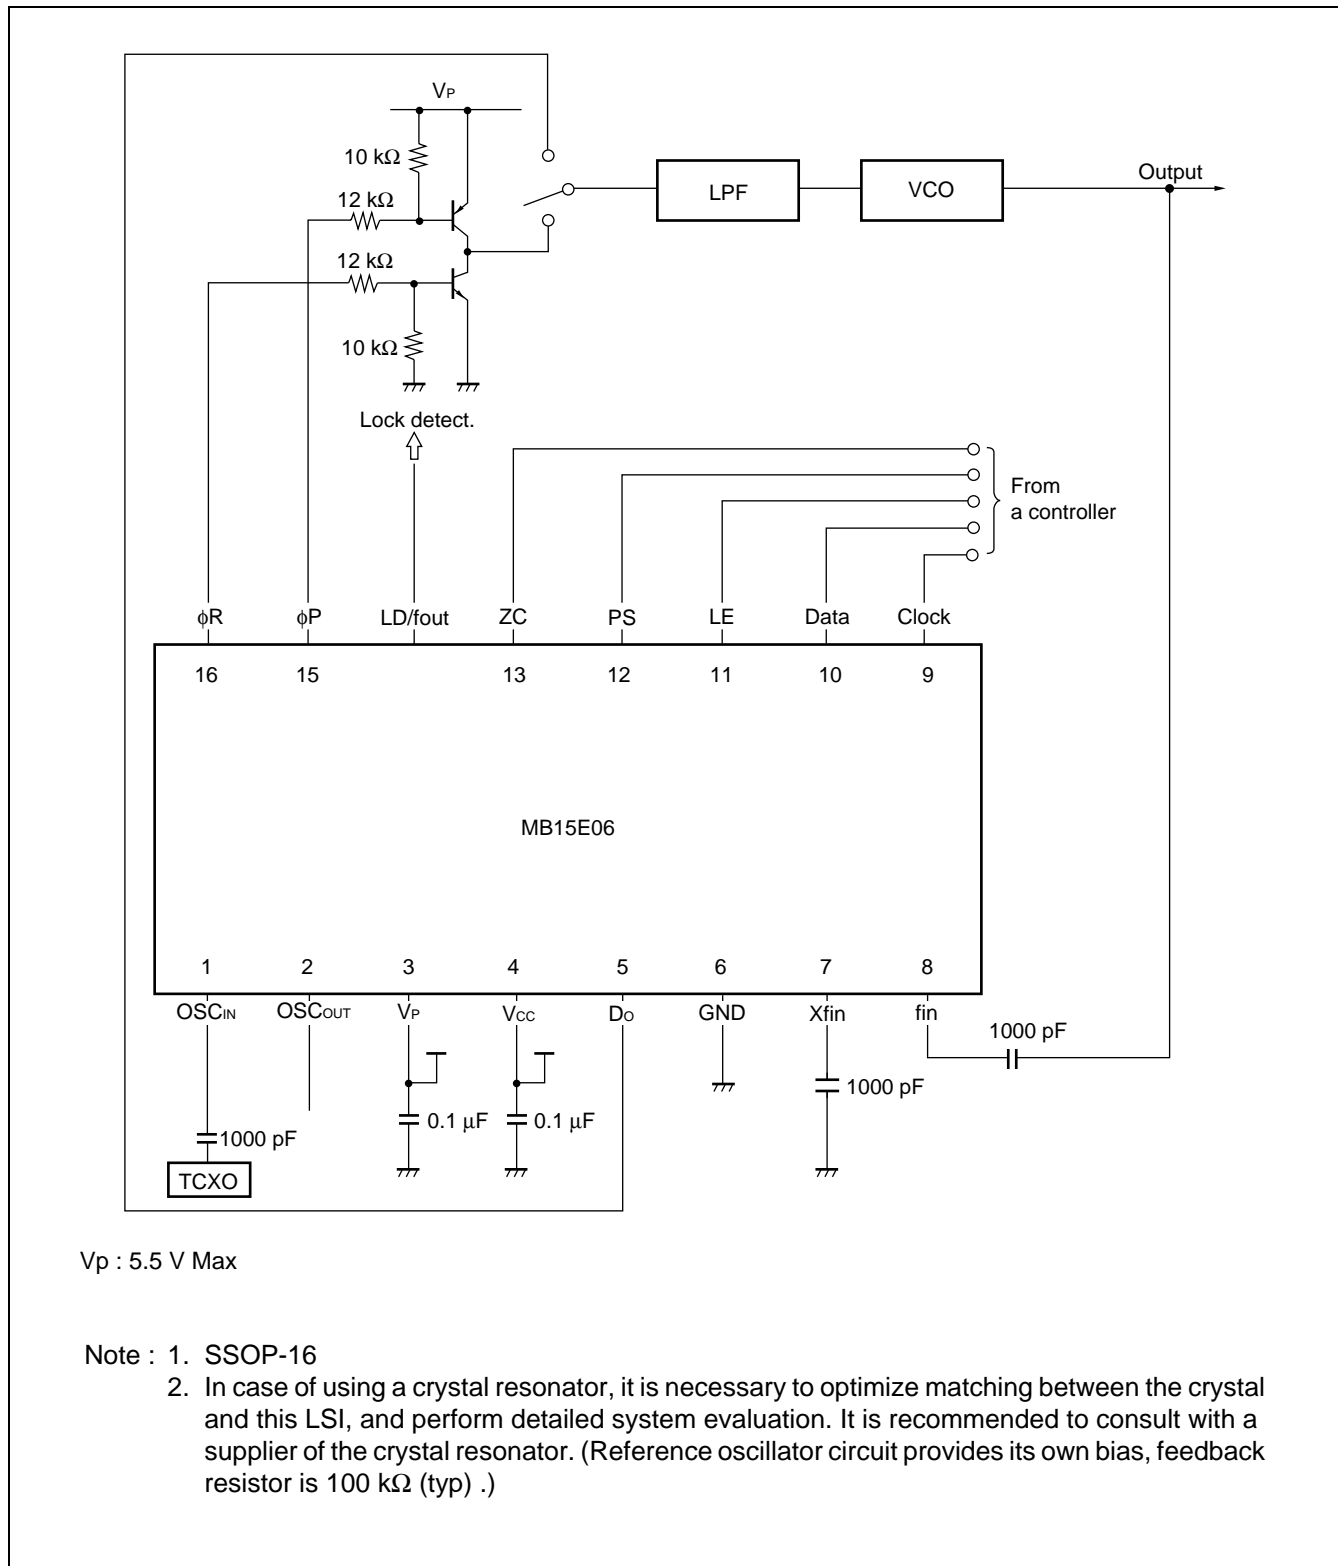 VP
10 kΩ
LPF
VCO
Output
12 kΩ
12 kΩ
10 kΩ
Lock detect.
From
a controller
φR φP LD/fout ZC PS LE Data Clock
16 15 13 12 11 10 9
MB15E06
1 2 3 4 5 6 7 8
OSCIN OSCOUT VP VCC DO GND Xfin fin
1000 pF
1000 pF
0.1 μF 0.1 μF
1000 pF
TCXO
Vp : 5.5 V Max
Note : 1. SSOP-16
2. In case of using a crystal resonator, it is necessary to optimize matching between the crystal
and this LSI, and perform detailed system evaluation. It is recommended to consult with a
supplier of the crystal resonator. (Reference oscillator circuit provides its own bias, feedback
resistor is 100 kΩ (typ) .)